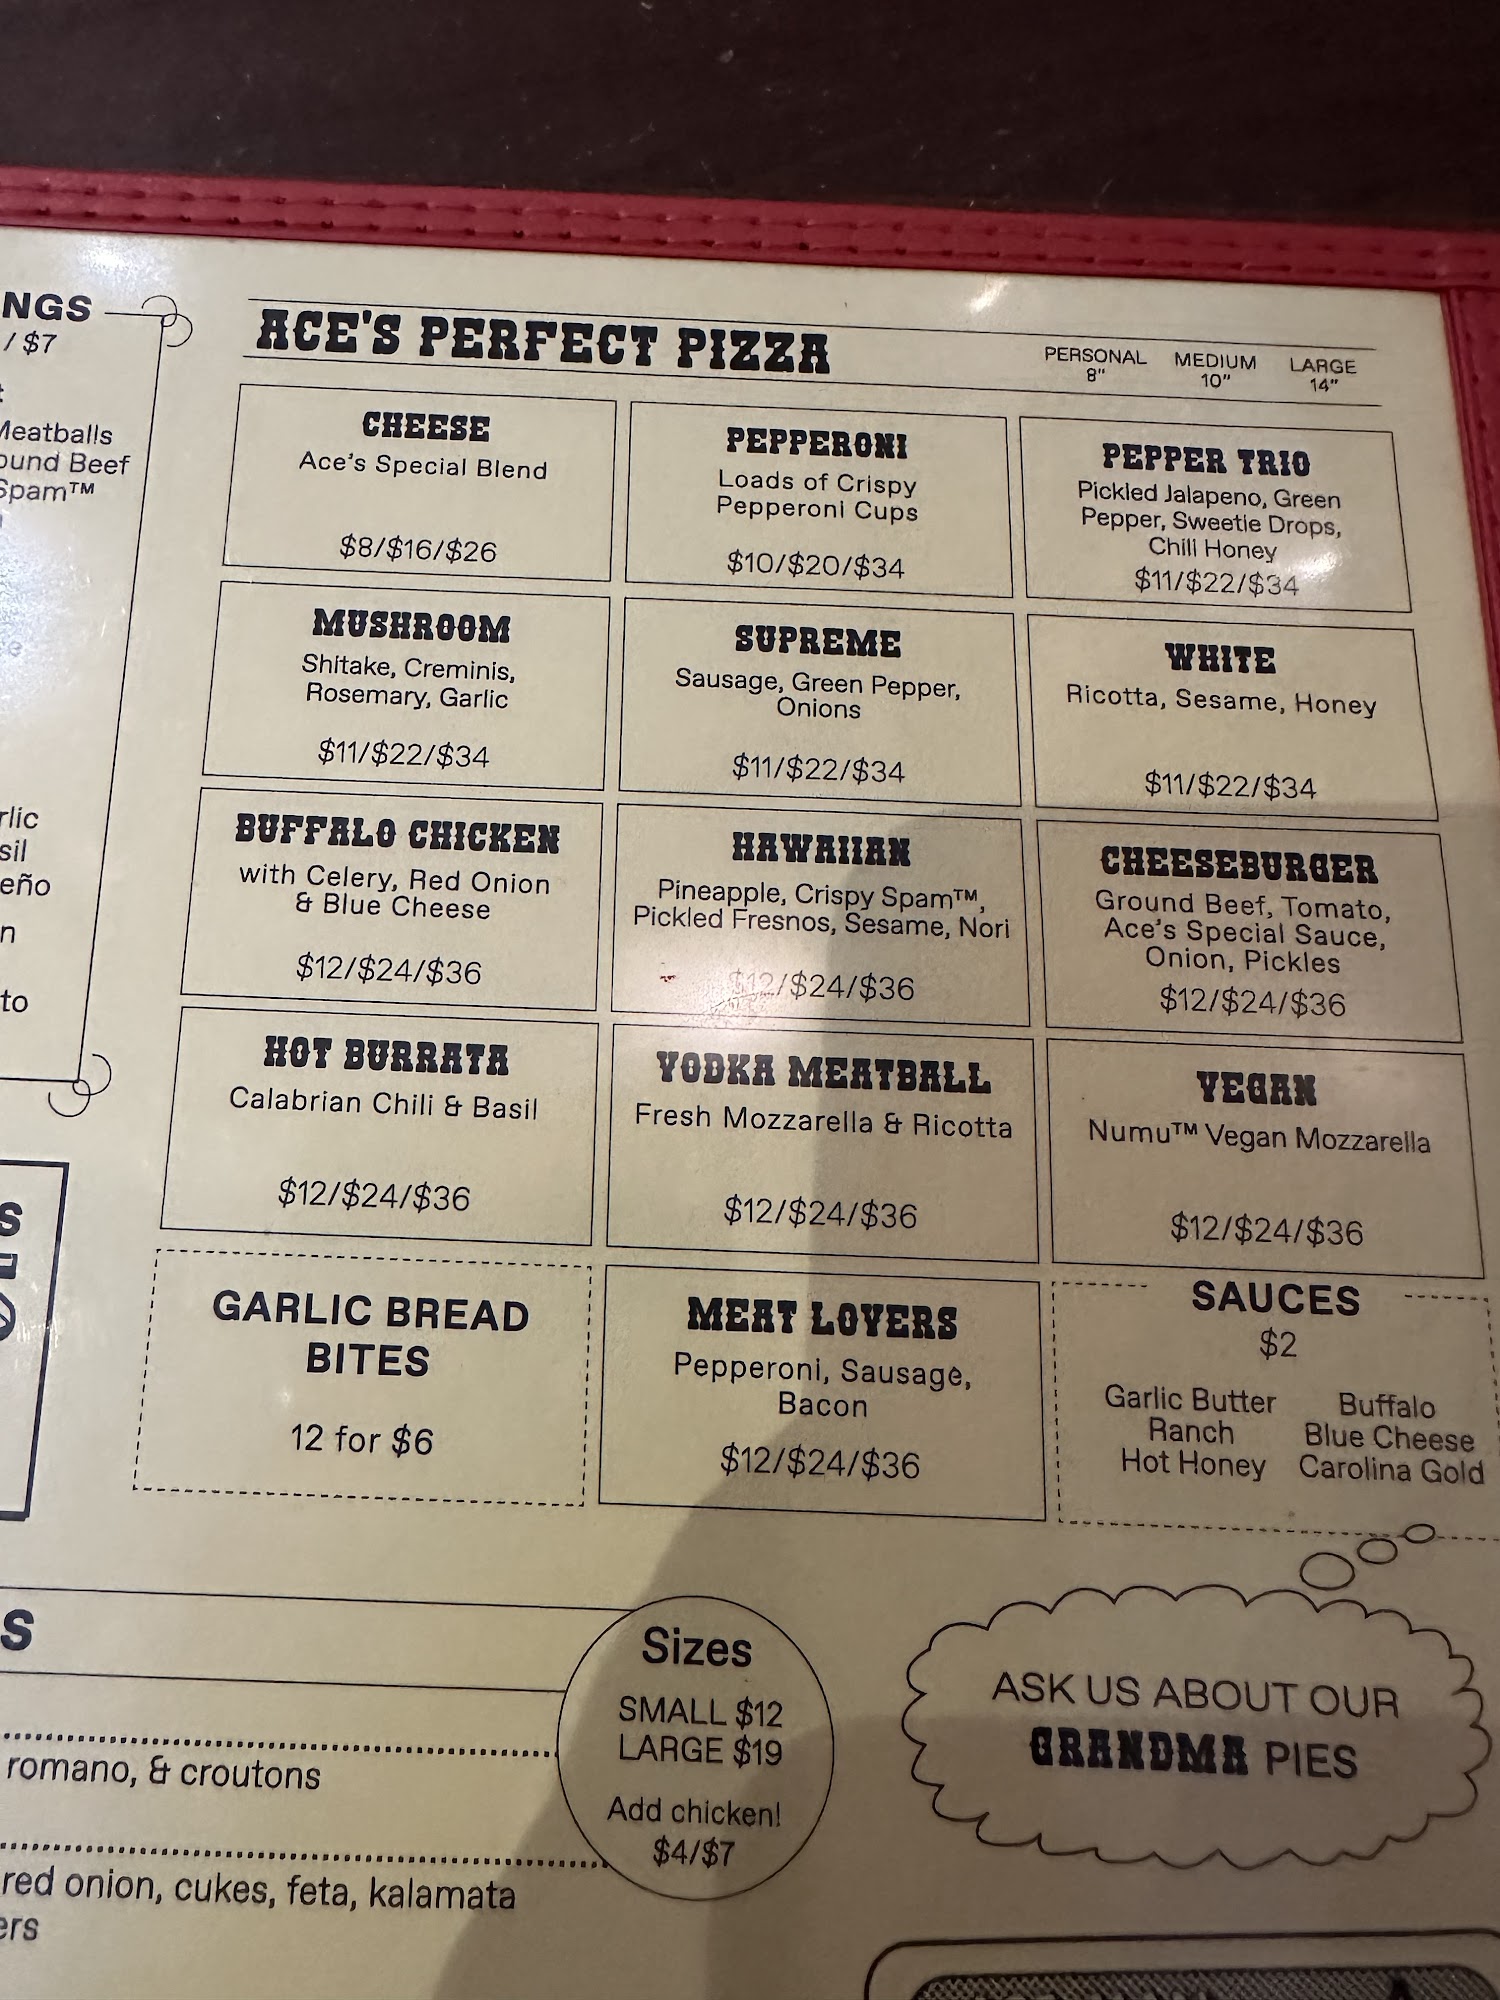 NGS
/ $7
Meatballs
ound Beef
Spam™
rlic
sil
eño
n
to
S
ACE'S PERFECT PIZZA
PERSONAL MEDIUM LARGE
8" 10" 14"
CHEESE
Ace's Special Blend
$8/$16/$26
PEPPERONI
Loads of Crispy
Pepperoni Cups
$10/$20/$34
PEPPER TRIO
Pickled Jalapeno, Green
Pepper, Sweetie Drops,
Chili Honey
$11/$22/$34
MUSHROOM
Shitake, Creminis,
Rosemary, Garlic
$11/$22/$34
SUPREME
Sausage, Green Pepper,
Onions
$11/$22/$34
WHITE
Ricotta, Sesame, Honey
$11/$22/$34
BUFFALO CHICKEN
with Celery, Red Onion
& Blue Cheese
$12/$24/$36
HAWAIIAN
Pineapple, Crispy Spam™,
Pickled Fresnos, Sesame, Nori
$12/$24/$36
CHEESEBURGER
Ground Beef, Tomato,
Ace's Special Sauce,
Onion, Pickles
$12/$24/$36
HOT BURRATA
Calabrian Chili & Basil
$12/$24/$36
VODKA MEATBALL
Fresh Mozzarella & Ricotta
$12/$24/$36
VEGAN
Numu™ Vegan Mozzarella
$12/$24/$36
GARLIC BREAD
BITES
12 for $6
MEAT LOVERS
Pepperoni, Sausage,
Bacon
$12/$24/$36
SAUCES
$2
Garlic Butter Buffalo
Ranch Blue Cheese
Hot Honey Carolina Gold
S
romano, & croutons
red onion, cukes, feta, kalamata
ers
Sizes
SMALL $12
LARGE $19
Add chicken!
$4/$7
ASK US ABOUT OUR
GRANDMA PIES